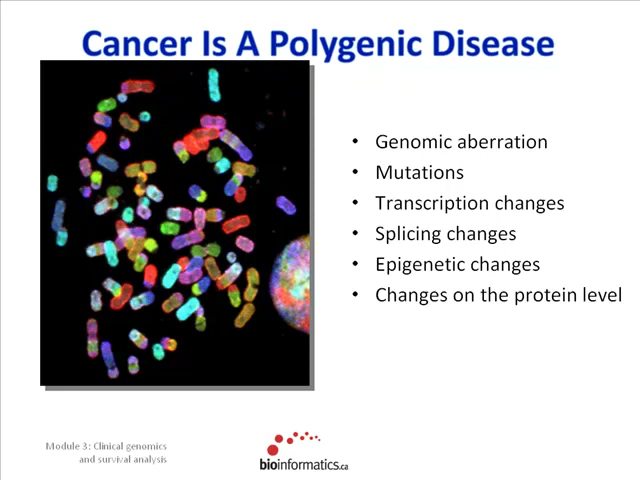 Cancer Is A Polygenic Disease
• Genomic aberration
• Mutations
• Transcription changes
• Splicing changes
• Epigenetic changes
• Changes on the protein level
Module 3: Clinical genomics
and survival analysis
bioinformatics.ca